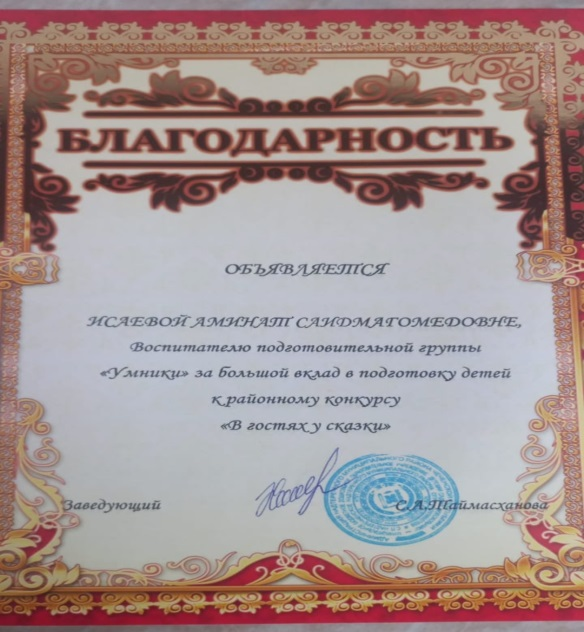 БЛАГОДАРНОСТЬ
ОБЪЯВЛЯЕТСЯ
ИСАЕВОЙ АМИНАТ САИДМАГОМЕДОВНЕ,
Воспитателю подготовительной группы
«Умники» за большой вклад в подготовку детей
к районному конкурсу
«В гостях у сказки»
Заведующий С.А.Таймасханова